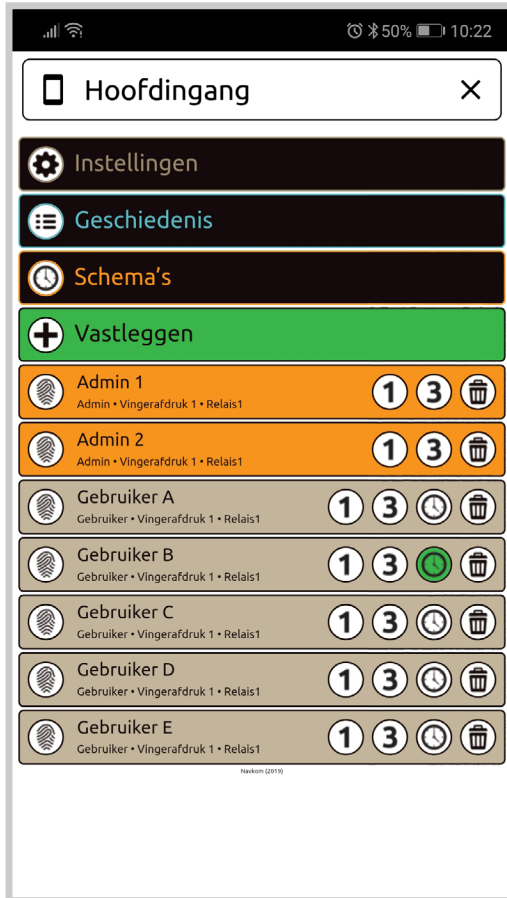 50% 10:22
Hoofdingang
Instellingen
Geschiedenis
Schema's
Vastleggen
Admin 1
Admin • Vingerafdruk 1 • Relais1
1 3
Admin 2
Admin • Vingerafdruk 1 • Relais1
1 3
Gebruiker A
Gebruiker • Vingerafdruk 1 • Relais1
1 3
Gebruiker B
Gebruiker • Vingerafdruk 1 • Relais1
1 3
Gebruiker C
Gebruiker • Vingerafdruk 1 • Relais1
1 3
Gebruiker D
Gebruiker • Vingerafdruk 1 • Relais1
1 3
Gebruiker E
Gebruiker • Vingerafdruk 1 • Relais1
1 3
Navkom (2019)